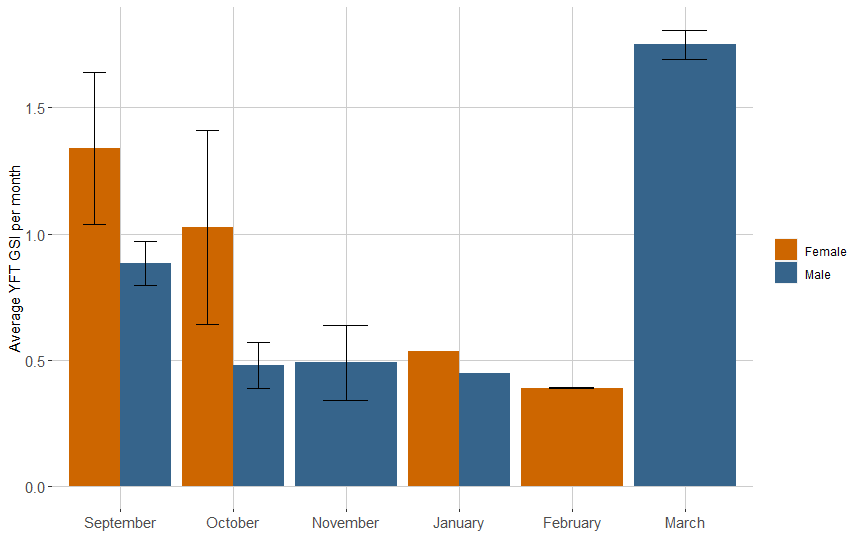 Average YFT GSI per month
1.5
1.0
0.5
0.0
September October November January February March
Female
Male